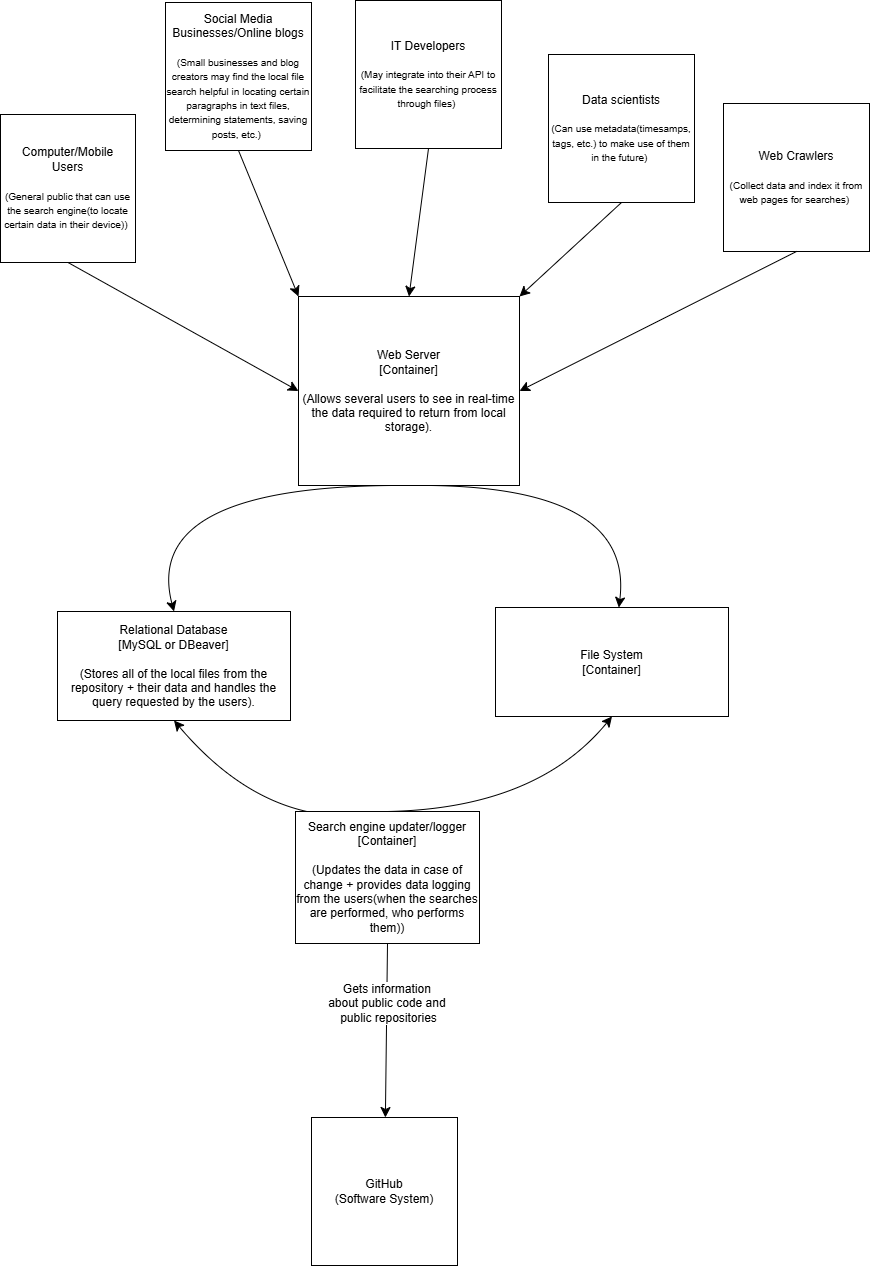 Social Media
Businesses/Online blogs
(Small businesses and blog
creators may find the local file
search helpful in locating certain
paragraphs in text files,
determining statements, saving
posts, etc.)
IT Developers
(May integrate into their API to
facilitate the searching process
through files)
Data scientists
(Can use metadata(timesamps,
tags, etc.) to make use of them
in the future)
Computer/Mobile
Users
(General public that can use
the search engine(to locate
certain data in their device))
Web Crawlers
(Collect data and index it from
web pages for searches)
Web Server
[Container]
(Allows several users to see in real-time
the data required to return from local
storage).
Relational Database
[MySQL or DBeaver]
(Stores all of the local files from the
repository + their data and handles the
query requested by the users).
File System
[Container]
Search engine updater/logger
[Container]
(Updates the data in case of
change + provides data logging
from the users(when the searches
are performed, who performs
them))
Gets information
about public code and
public repositories
GitHub
(Software System)